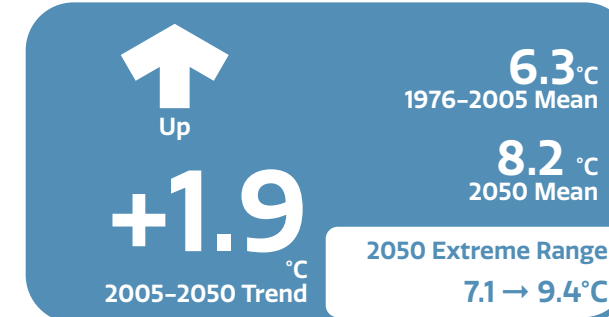 Up
+1.9
°C
2005–2050 Trend
6.3°C
1976–2005 Mean
8.2 °C
2050 Mean
2050 Extreme Range
7.1 → 9.4°C